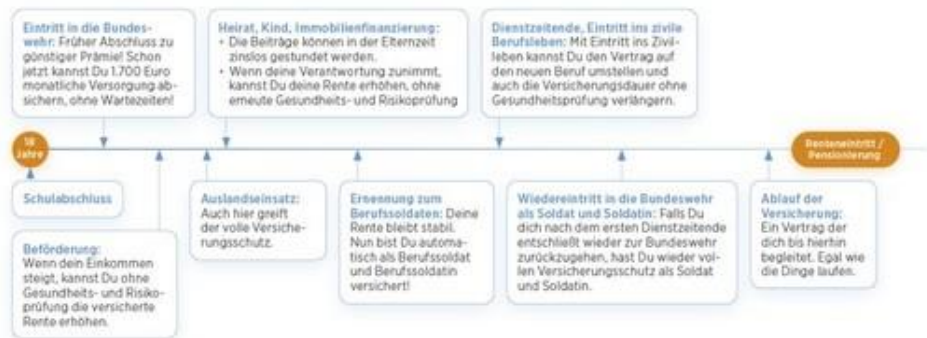 Eintritt in die Bundes-
wehr: Früher Abschluss zu
günstiger Prämie! Schon
jetzt kannst Du 1.700 Euro
monatliche Versorgung ab-
sichern, ohne Wartezeiten!
Heirat, Kind, Immobilienfinanzierung:
• Die Beiträge können in der Elternzeit
zinslos gestundet werden.
• Wenn deine Verantwortung zunimmt,
kannst Du deine Rente erhöhen, ohne
erneute Gesundheits- und Risikoprüfung
Dienstzeitende, Eintritt ins zivile
Berufsleben: Mit Eintritt ins Zivil-
leben kannst Du den Vertrag auf
den neuen Beruf umstellen und
auch die Versicherungsdauer ohne
Gesundheitsprüfung verlängern.
18
Jahre
Renteneintritt /
Pensionierung
Schulabschluss
Beförderung:
Wenn dein Einkommen
steigt, kannst Du ohne
Gesundheits- und Risiko-
prüfung die versicherte
Rente erhöhen.
Auslandseinsatz:
Auch hier greift
der volle Versiche-
rungsschutz.
Ernennung zum
Berufssoldaten: Deine
Rente bleibt stabil.
Nun bist Du automa-
tisch als Berufssoldat
und Berufssoldatin
versichert!
Wiedereintritt in die Bundeswehr
als Soldat und Soldatin: Falls Du
dich nach dem ersten Dienstzeitende
entschließt wieder zur Bundeswehr
zurückzugehen, hast Du wieder vol-
len Versicherungsschutz als Soldat
und Soldatin.
Ablauf der
Versicherung:
Ein Vertrag der
dich bis hierhin
begleitet. Egal wie
die Dinge laufen.